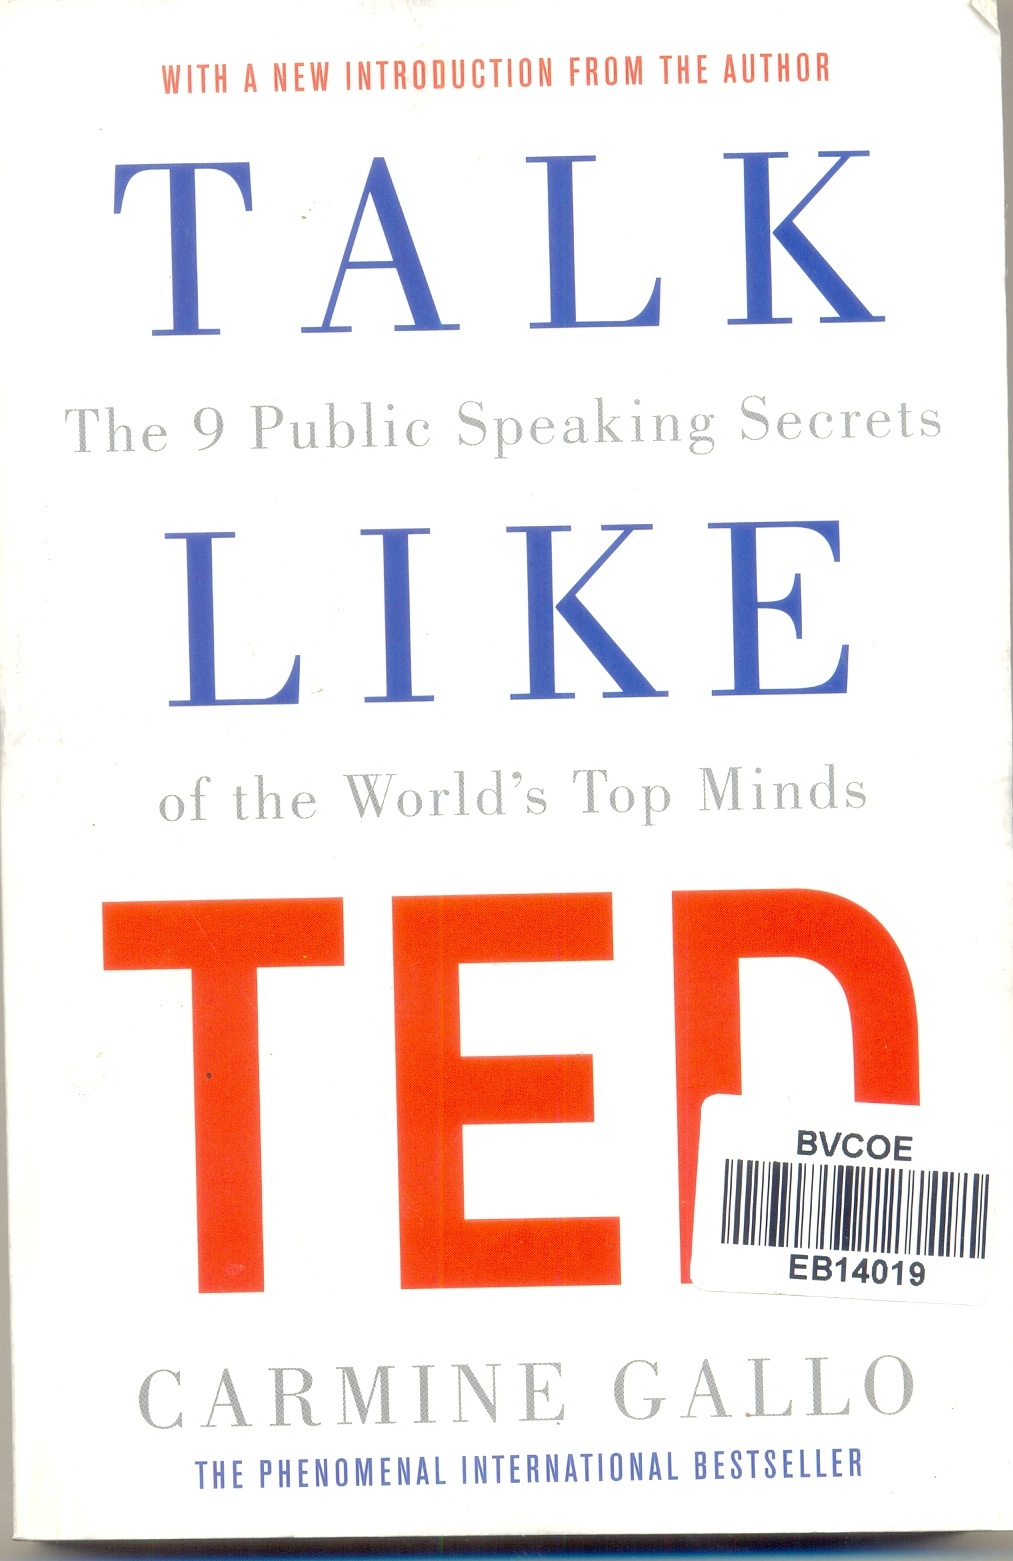 WITH A NEW INTRODUCTION FROM THE AUTHOR
TALK
The 9 Public Speaking Secrets
LIKE
of the World's Top Minds
TED
BVCOE
EB14019
CARMINE GALLO
THE PHENOMENAL INTERNATIONAL BESTSELLER